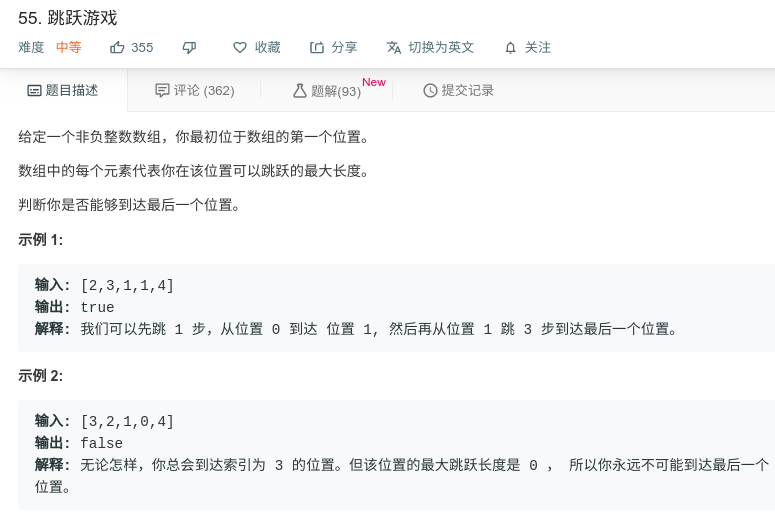 55. 跳跃游戏
难度 中等 355 收藏 分享 切换为英文 关注
题目描述 评论 (362) 题解(93) New 提交记录
给定一个非负整数数组，你最初位于数组的第一个位置。
数组中的每个元素代表你在该位置可以跳跃的最大长度。
判断你是否能够到达最后一个位置。
示例 1:
输入: [2,3,1,1,4]
输出: true
解释: 我们可以先跳 1 步，从位置 0 到达 位置 1, 然后再从位置 1 跳 3 步到达最后一个位置。
示例 2:
输入: [3,2,1,0,4]
输出: false
解释: 无论怎样，你总会到达索引为 3 的位置。但该位置的最大跳跃长度是 0 ， 所以你永远不可能到达最后一个
位置。